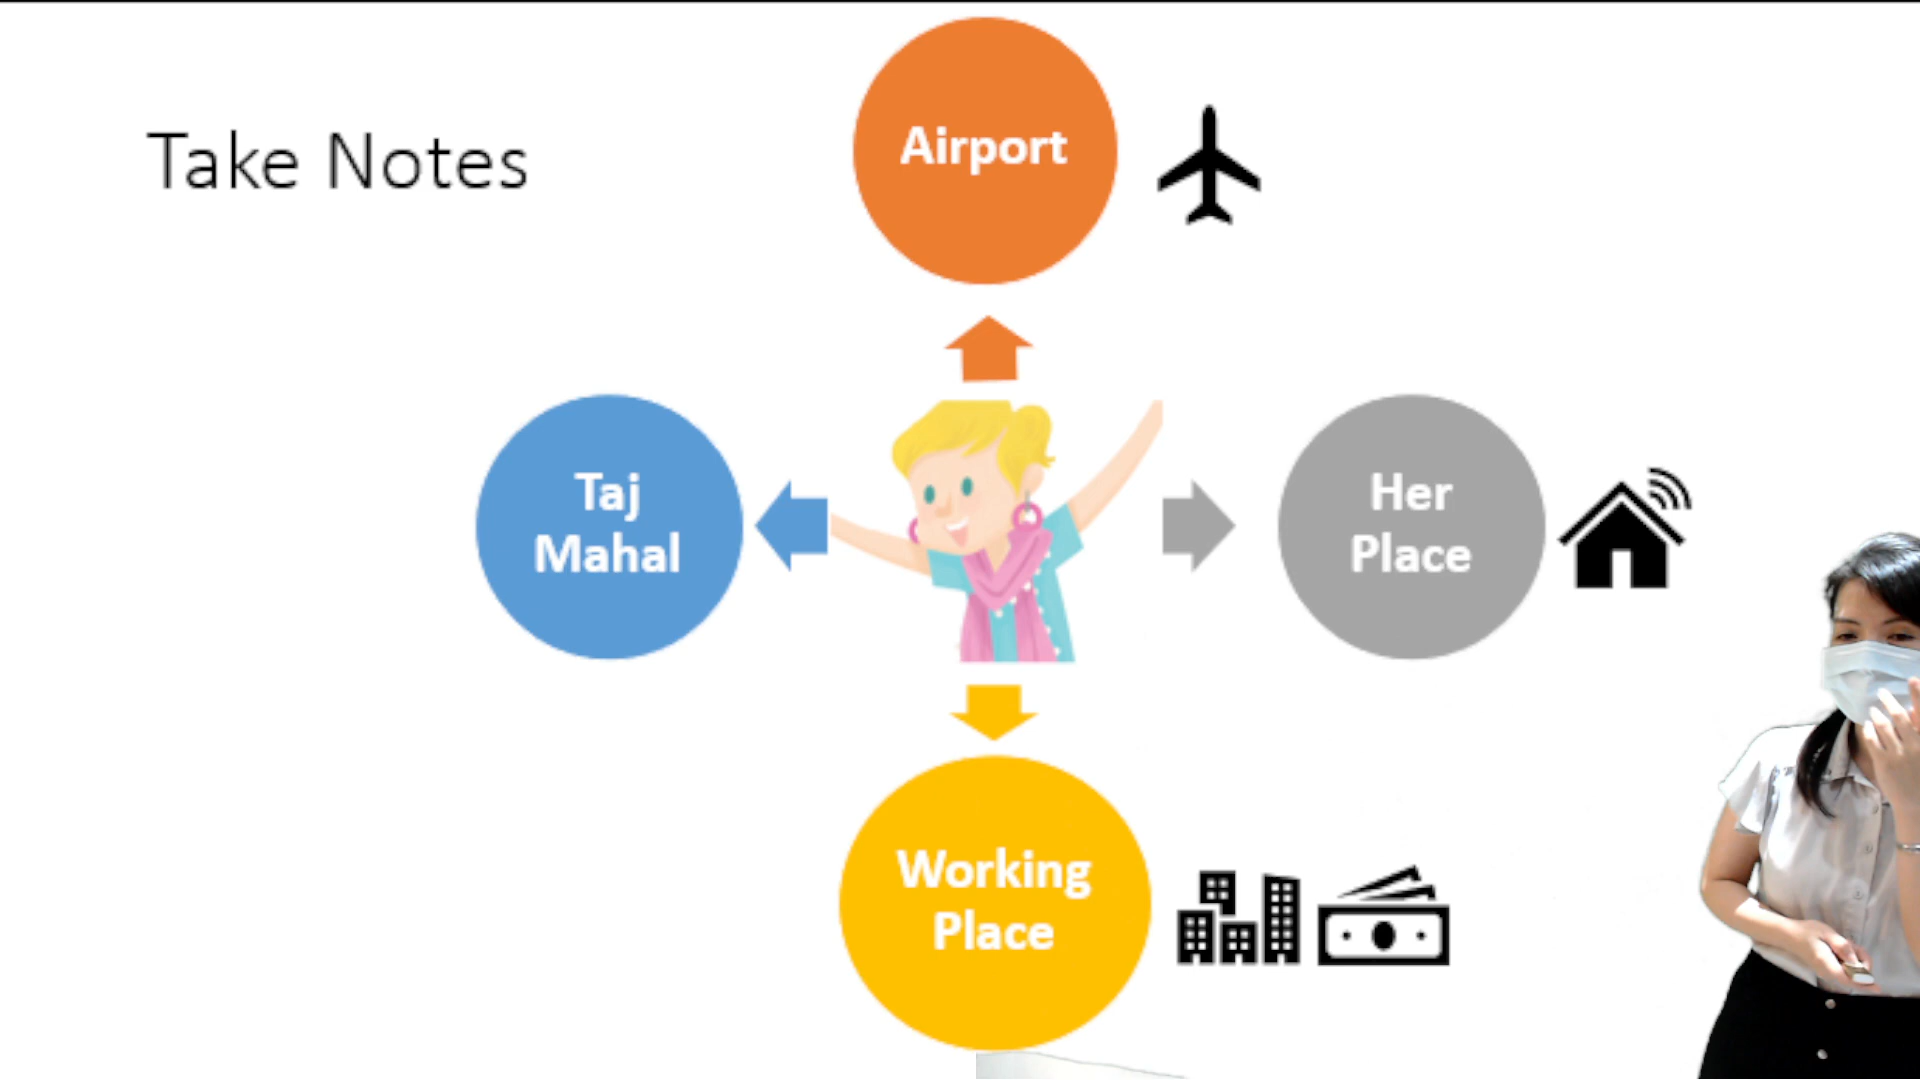 Take Notes
Airport
Taj
Mahal
Her
Place
Working
Place